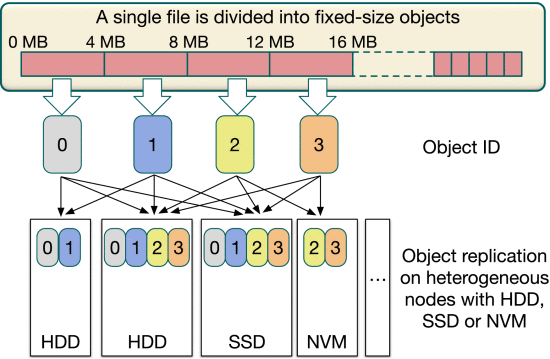 A single file is divided into fixed-size objects
0 MB 4 MB 8 MB 12 MB 16 MB
0 1 2 3 Object ID
0 1 0 1 2 3 0 1 2 3 2 3
...
Object replication
on heterogeneous
nodes with HDD,
SSD or NVM
HDD HDD SSD NVM